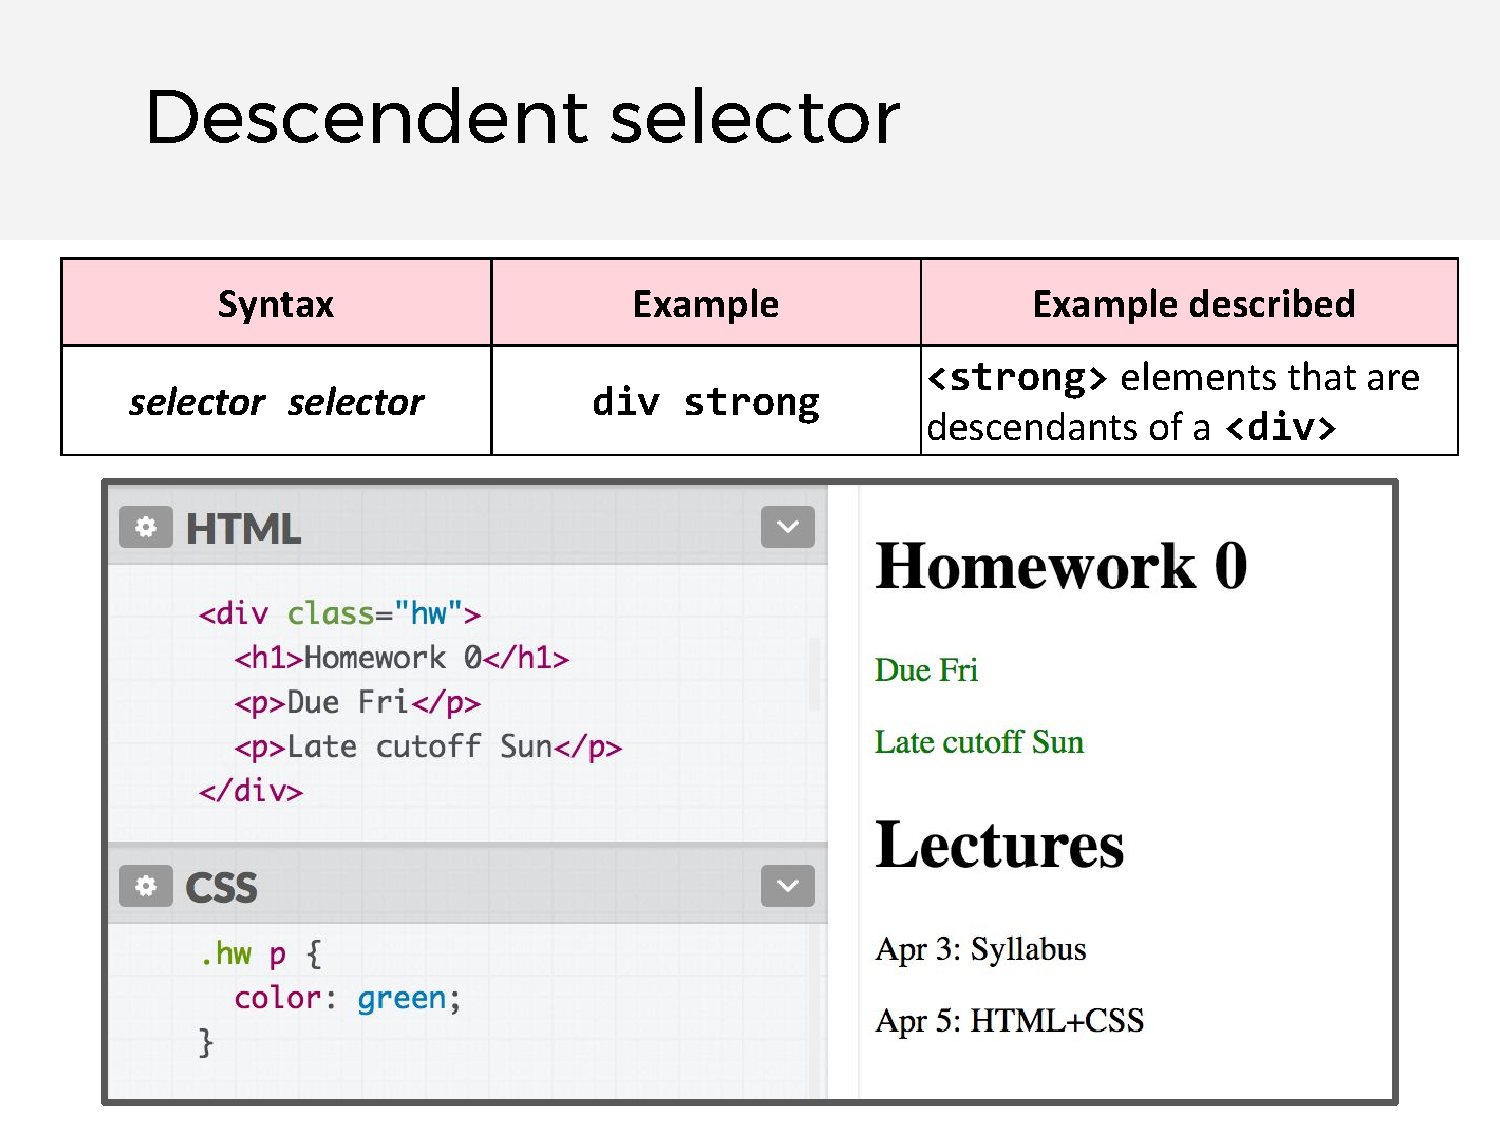 Descendent selector
Syntax Example Example described
selector selector div strong <strong> elements that are
descendants of a <div>
HTML
<div class="hw">
<h1>Homework 0</h1>
<p>Due Fri</p>
<p>Late cutoff Sun</p>
</div>
CSS
.hw p {
color: green;
}
Homework 0
Due Fri
Late cutoff Sun
Lectures
Apr 3: Syllabus
Apr 5: HTML+CSS